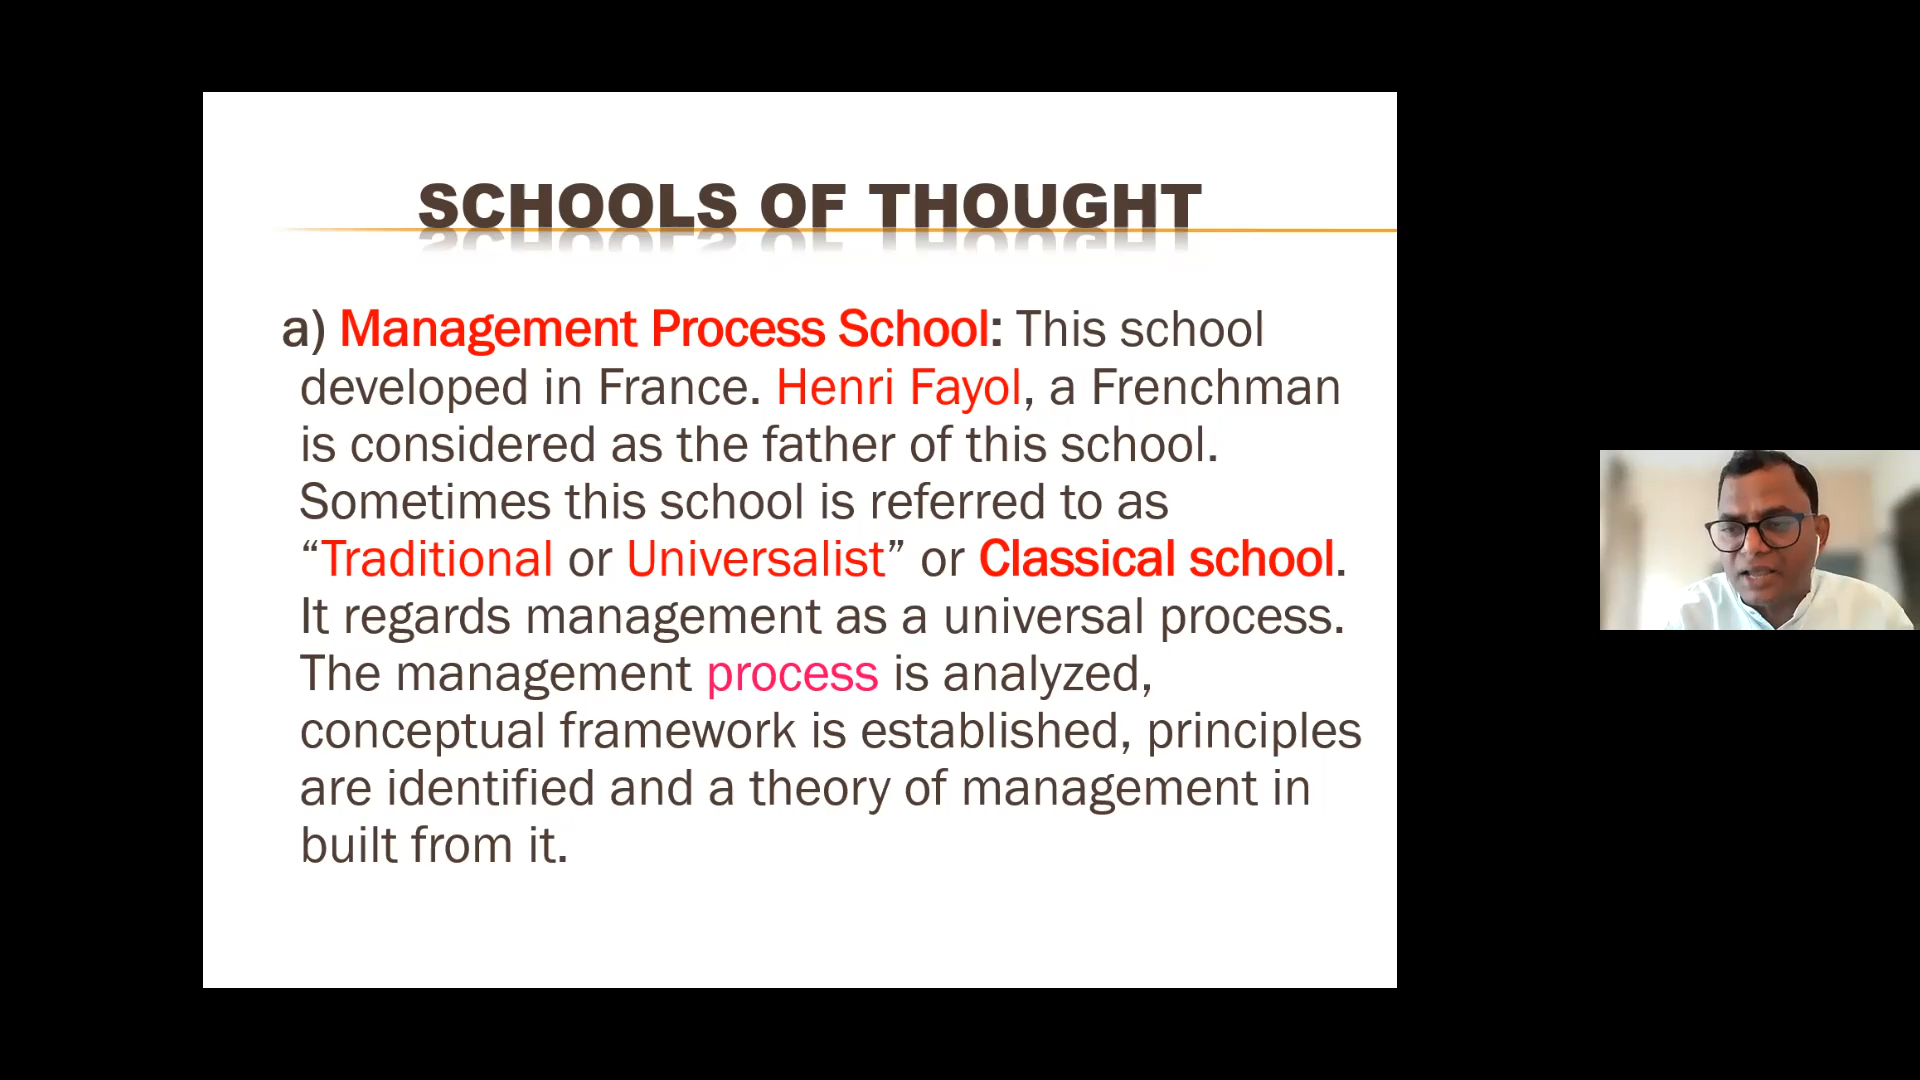 SCHOOLS OF THOUGHT
a) Management Process School: This school
developed in France. Henri Fayol, a Frenchman
is considered as the father of this school.
Sometimes this school is referred to as
“Traditional or Universalist” or Classical school.
It regards management as a universal process.
The management process is analyzed,
conceptual framework is established, principles
are identified and a theory of management in
built from it.